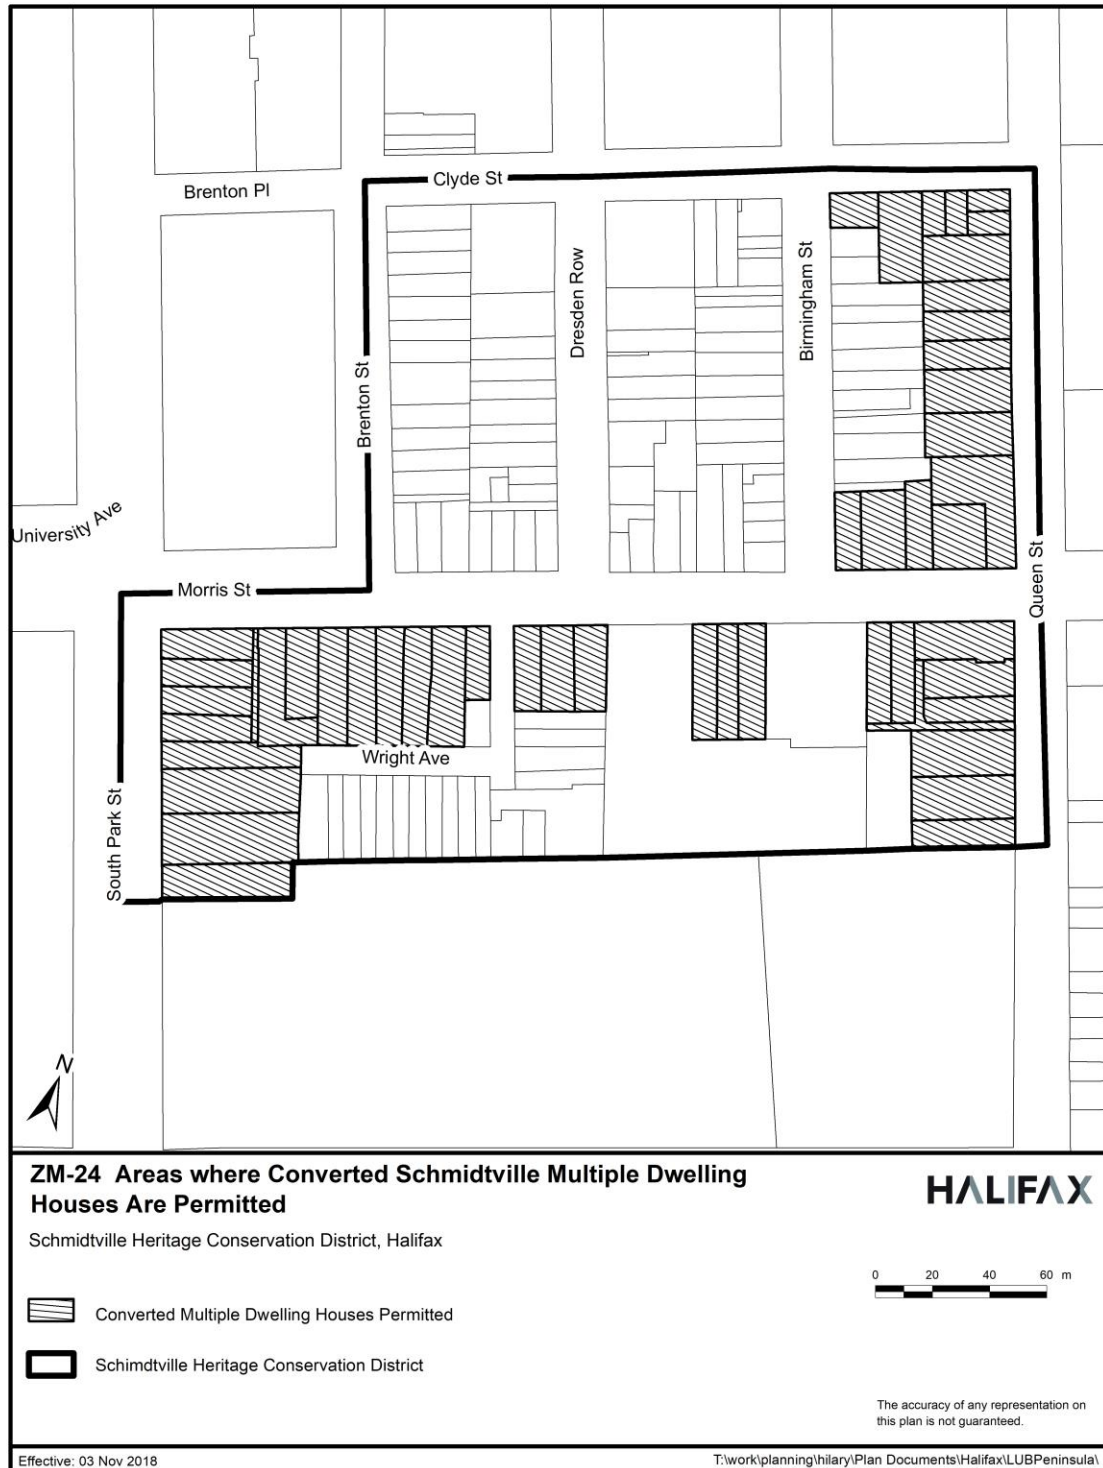 Clyde St
Brenton Pl
Dresden Row
Birmingham St
Brenton St
University Ave
Queen St
Morris St
Wright Ave
South Park St
N
ZM-24 Areas where Converted Schmidtville Multiple Dwelling
Houses Are Permitted
HALIFAX
Schmidtville Heritage Conservation District, Halifax
0 20 40 60 m
Converted Multiple Dwelling Houses Permitted
Schimdtville Heritage Conservation District
The accuracy of any representation on
this plan is not guaranteed.
Effective: 03 Nov 2018
T:\work\planning\hilary\Plan Documents\Halifax\LUBPeninsula\